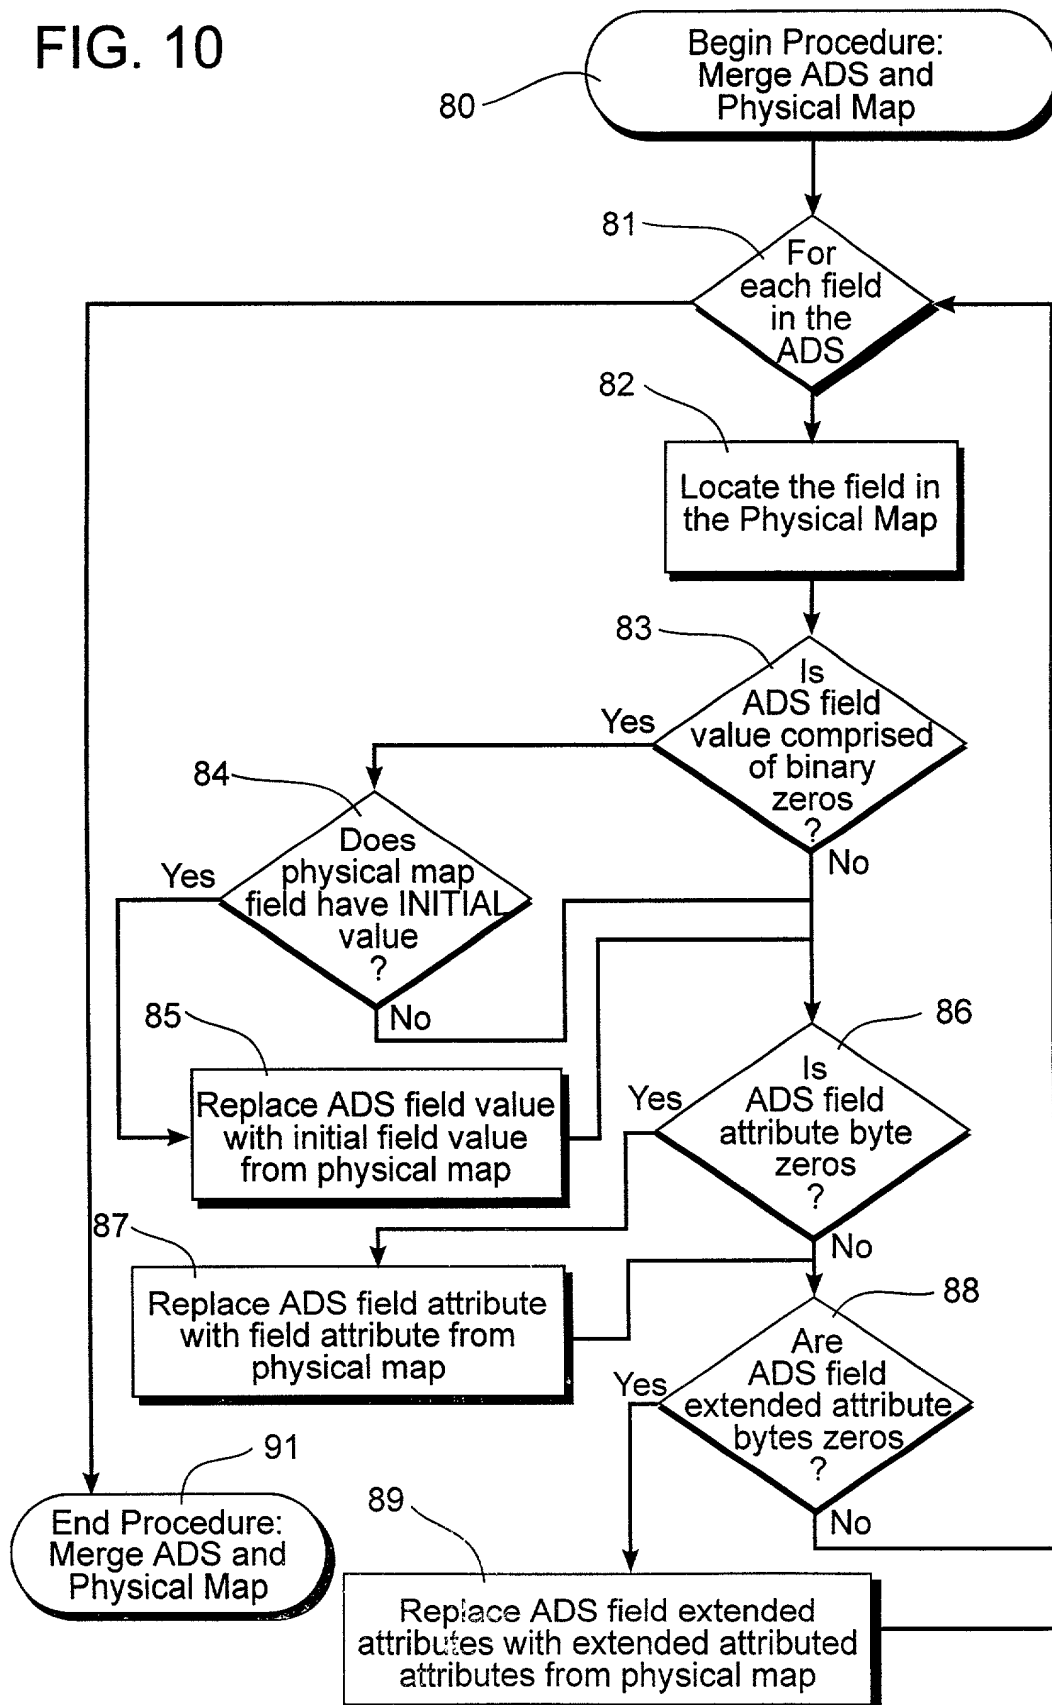 FIG. 10
Begin Procedure:
Merge ADS and
Physical Map
80
81
For
each field
in the
ADS
82
Locate the field in
the Physical Map
83
Is
ADS field
value comprised
of binary
zeros
?
Yes
No
84
Does
physical map
field have INITIAL
value
?
Yes
No
85
Replace ADS field value
with initial field value
from physical map
86
Is
ADS field
attribute byte
zeros
?
Yes
No
87
Replace ADS field attribute
with field attribute from
physical map
88
Are
ADS field
extended attribute
bytes zeros
?
Yes
No
91
End Procedure:
Merge ADS and
Physical Map
89
Replace ADS field extended
attributes with extended attributed
attributes from physical map